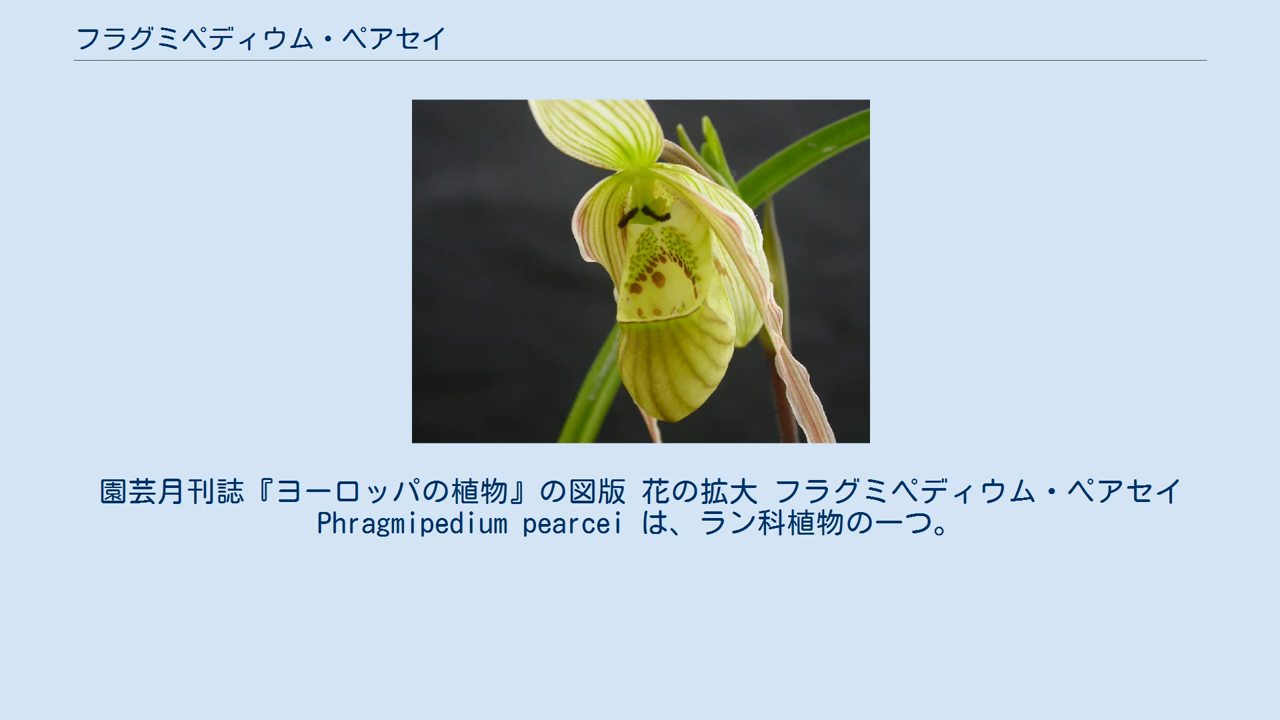 フラグミペディウム・ペアセイ
園芸月刊誌『ヨーロッパの植物』の図版 花の拡大 フラグミペディウム・ペアセイ
Phragmipedium pearcei は、ラン科植物の一つ。